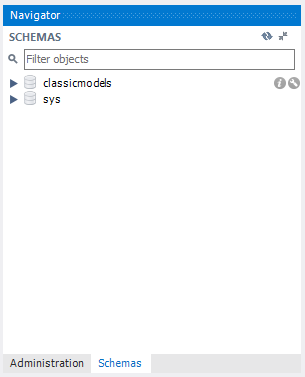 Navigator
SCHEMAS
Filter objects
classicmodels
sys
Administration Schemas